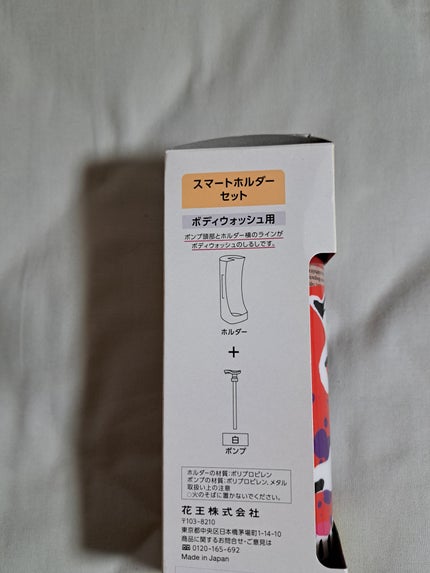 スマートホルダー
セット
ボディウォッシュ用
ポンプ頭部とホルダー横のラインが
ボディウォッシュのしるしです。
ホルダー
+
白
ポンプ
ホルダーの材質:ポリプロピレン
ポンプの材質:ポリプロピレン、メタル
取扱い上の注意
○火のそばに置かないでください。
花王株式会社
〒103-8210
東京都中央区日本橋茅場町1-14-10
商品に関するお問合せ・ご意見は
0120-165-692
Made in Japan